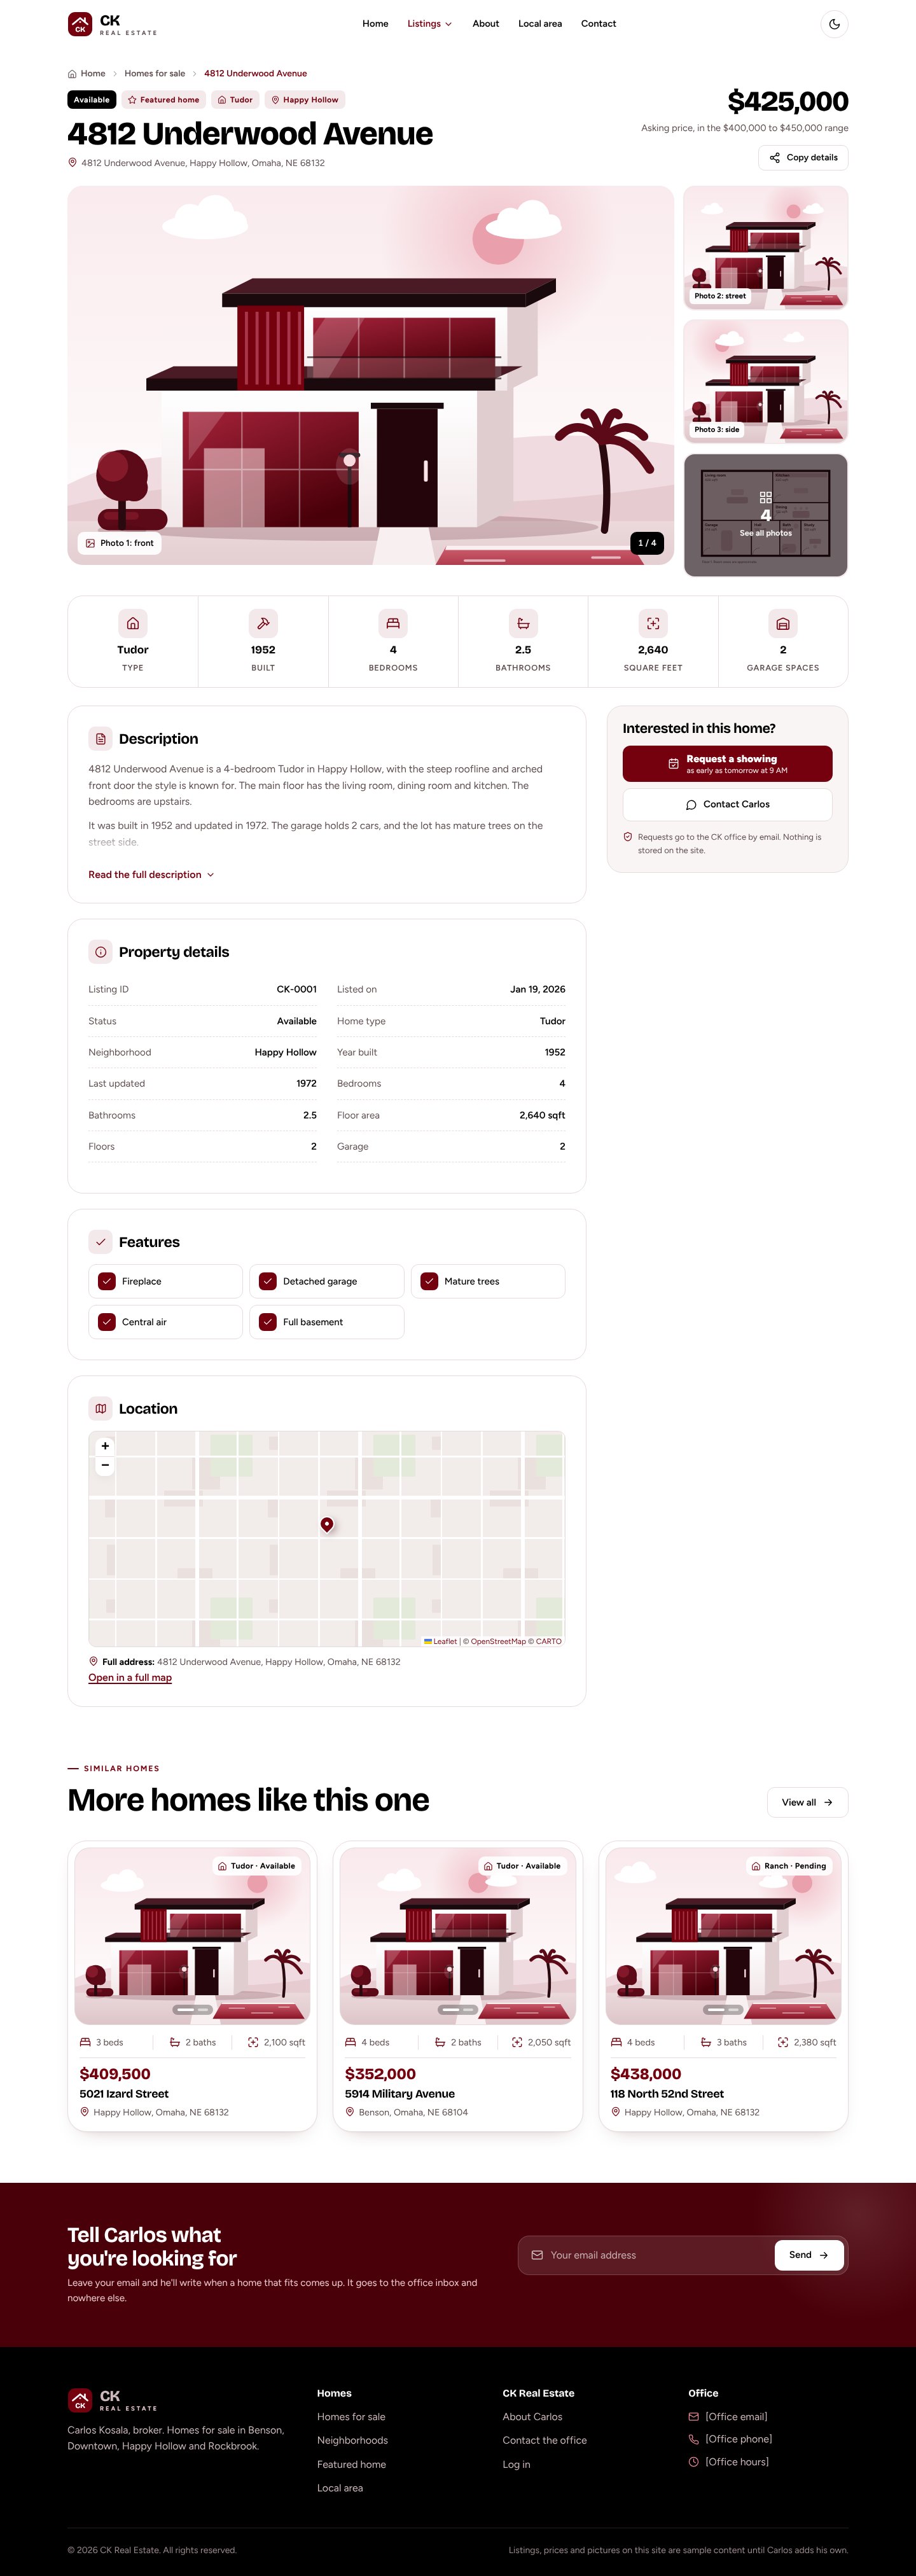 CK
REAL ESTATE
Home
Listings
About
Local area
Contact
Home
Homes for sale
4812 Underwood Avenue
Available
Featured home
Tudor
Happy Hollow
4812 Underwood Avenue
4812 Underwood Avenue, Happy Hollow, Omaha, NE 68132
$425,000
Asking price, in the $400,000 to $450,000 range
Copy details
Photo 1: front
1 / 4
Photo 2: street
Photo 3: side
4
See all photos
Tudor
TYPE
1952
BUILT
4
BEDROOMS
2.5
BATHROOMS
2,640
SQUARE FEET
2
GARAGE SPACES
Description
4812 Underwood Avenue is a 4-bedroom Tudor in Happy Hollow, with the steep roofline and arched
front door the style is known for. The main floor has the living room, dining room and kitchen. The
bedrooms are upstairs.
It was built in 1952 and updated in 1972. The garage holds 2 cars, and the lot has mature trees on the
street side.
Read the full description
Interested in this home?
Request a showing
as early as tomorrow at 9 AM
Contact Carlos
Requests go to the CK office by email. Nothing is
stored on the site.
Property details
Listing ID CK-0001
Listed on Jan 19, 2026
Status Available
Home type Tudor
Neighborhood Happy Hollow
Year built 1952
Last updated 1972
Bedrooms 4
Bathrooms 2.5
Floor area 2,640 sqft
Floors 2
Garage 2
Features
Fireplace
Detached garage
Mature trees
Central air
Full basement
Location
+
−
Leaflet | © OpenStreetMap © CARTO
Full address: 4812 Underwood Avenue, Happy Hollow, Omaha, NE 68132
Open in a full map
SIMILAR HOMES
More homes like this one
View all
Tudor · Available
3 beds
2 baths
2,100 sqft
$409,500
5021 Izard Street
Happy Hollow, Omaha, NE 68132
Tudor · Available
4 beds
2 baths
2,050 sqft
$352,000
5914 Military Avenue
Benson, Omaha, NE 68104
Ranch · Pending
4 beds
3 baths
2,380 sqft
$438,000
118 North 52nd Street
Happy Hollow, Omaha, NE 68132
Tell Carlos what
you're looking for
Leave your email and he'll write when a home that fits comes up. It goes to the office inbox and
nowhere else.
Your email address
Send
CK
REAL ESTATE
Carlos Kosala, broker. Homes for sale in Benson,
Downtown, Happy Hollow and Rockbrook.
Homes
Homes for sale
Neighborhoods
Featured home
Local area
CK Real Estate
About Carlos
Contact the office
Log in
Office
[Office email]
[Office phone]
[Office hours]
© 2026 CK Real Estate. All rights reserved.
Listings, prices and pictures on this site are sample content until Carlos adds his own.